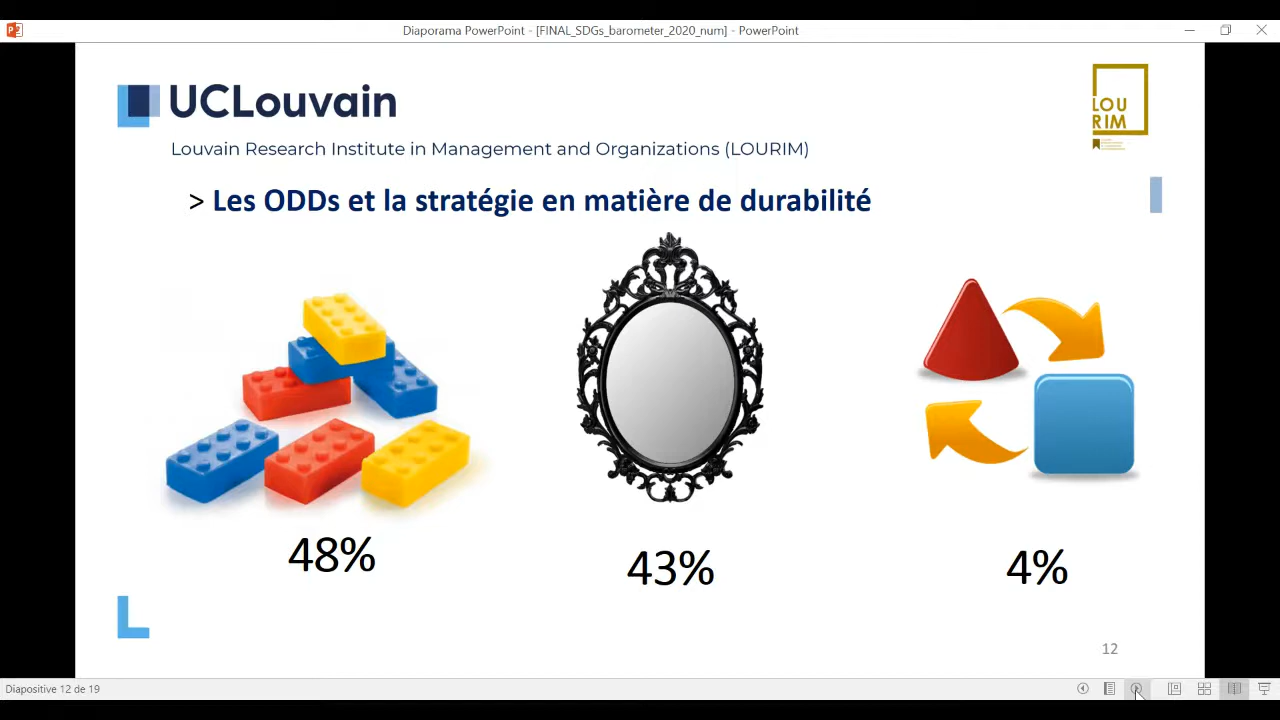 Diaporama PowerPoint - [FINAL_SDGs_barometer_2020_num] - PowerPoint
UCLouvain
LOU
RIM
Louvain Research Institute in Management and Organizations (LOURIM)
> Les ODDs et la stratégie en matière de durabilité
48%
43%
4%
12
Diapositive 12 de 19